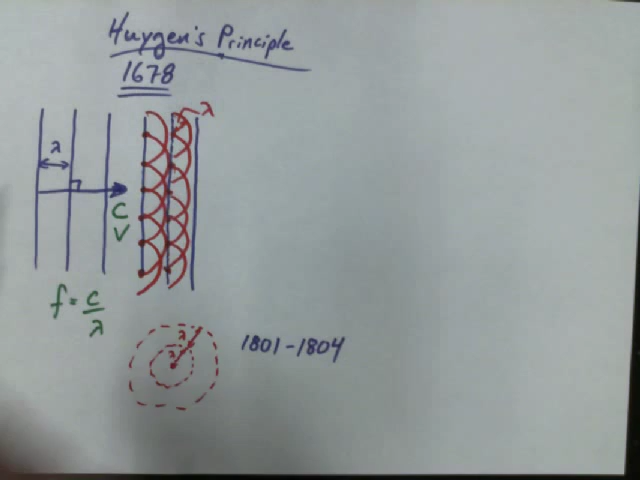 Huygen's Principle
1678
λ
λ
C
V
f = c/λ
λ
λ
1801-1804